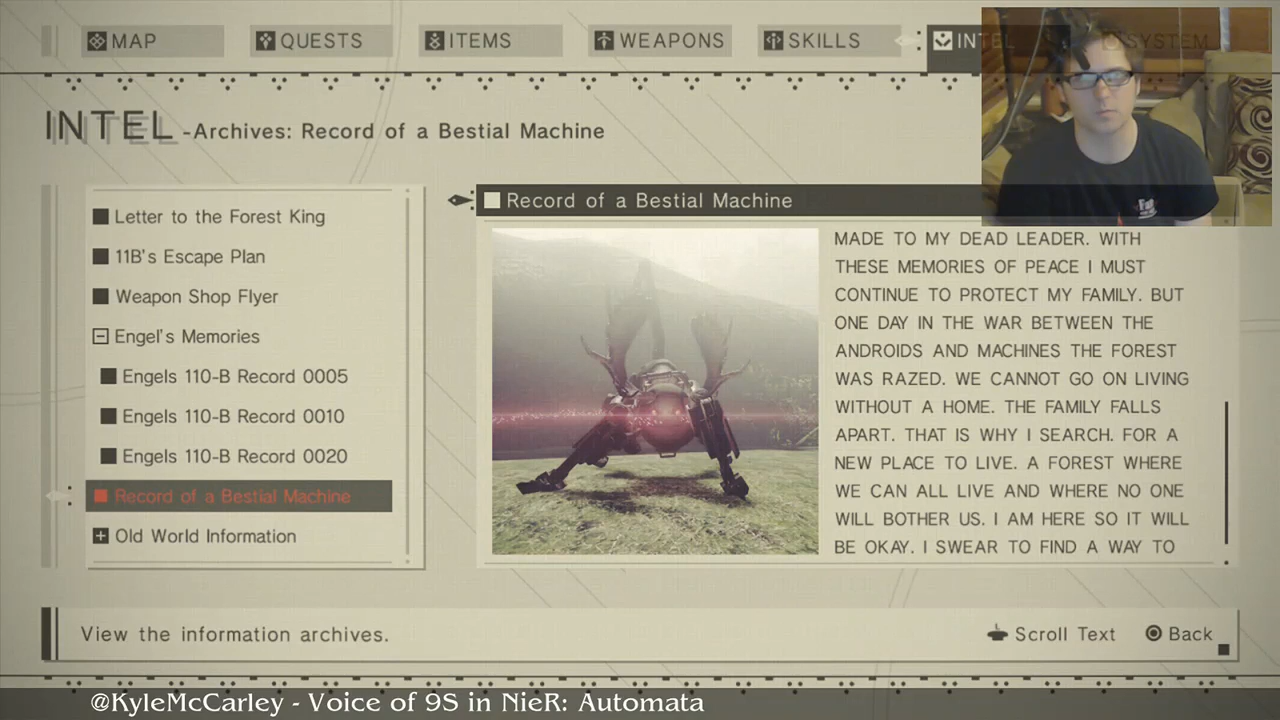 MAP
QUESTS
ITEMS
WEAPONS
SKILLS
INTEL
SYSTEM
INTEL -Archives: Record of a Bestial Machine
Letter to the Forest King
11B's Escape Plan
Weapon Shop Flyer
Engel's Memories
Engels 110-B Record 0005
Engels 110-B Record 0010
Engels 110-B Record 0020
Record of a Bestial Machine
Old World Information
Record of a Bestial Machine
MADE TO MY DEAD LEADER. WITH
THESE MEMORIES OF PEACE I MUST
CONTINUE TO PROTECT MY FAMILY. BUT
ONE DAY IN THE WAR BETWEEN THE
ANDROIDS AND MACHINES THE FOREST
WAS RAZED. WE CANNOT GO ON LIVING
WITHOUT A HOME. THE FAMILY FALLS
APART. THAT IS WHY I SEARCH. FOR A
NEW PLACE TO LIVE. A FOREST WHERE
WE CAN ALL LIVE AND WHERE NO ONE
WILL BOTHER US. I AM HERE SO IT WILL
BE OKAY. I SWEAR TO FIND A WAY TO
View the information archives.
Scroll Text
Back
@KyleMcCarley - Voice of 9S in NieR: Automata